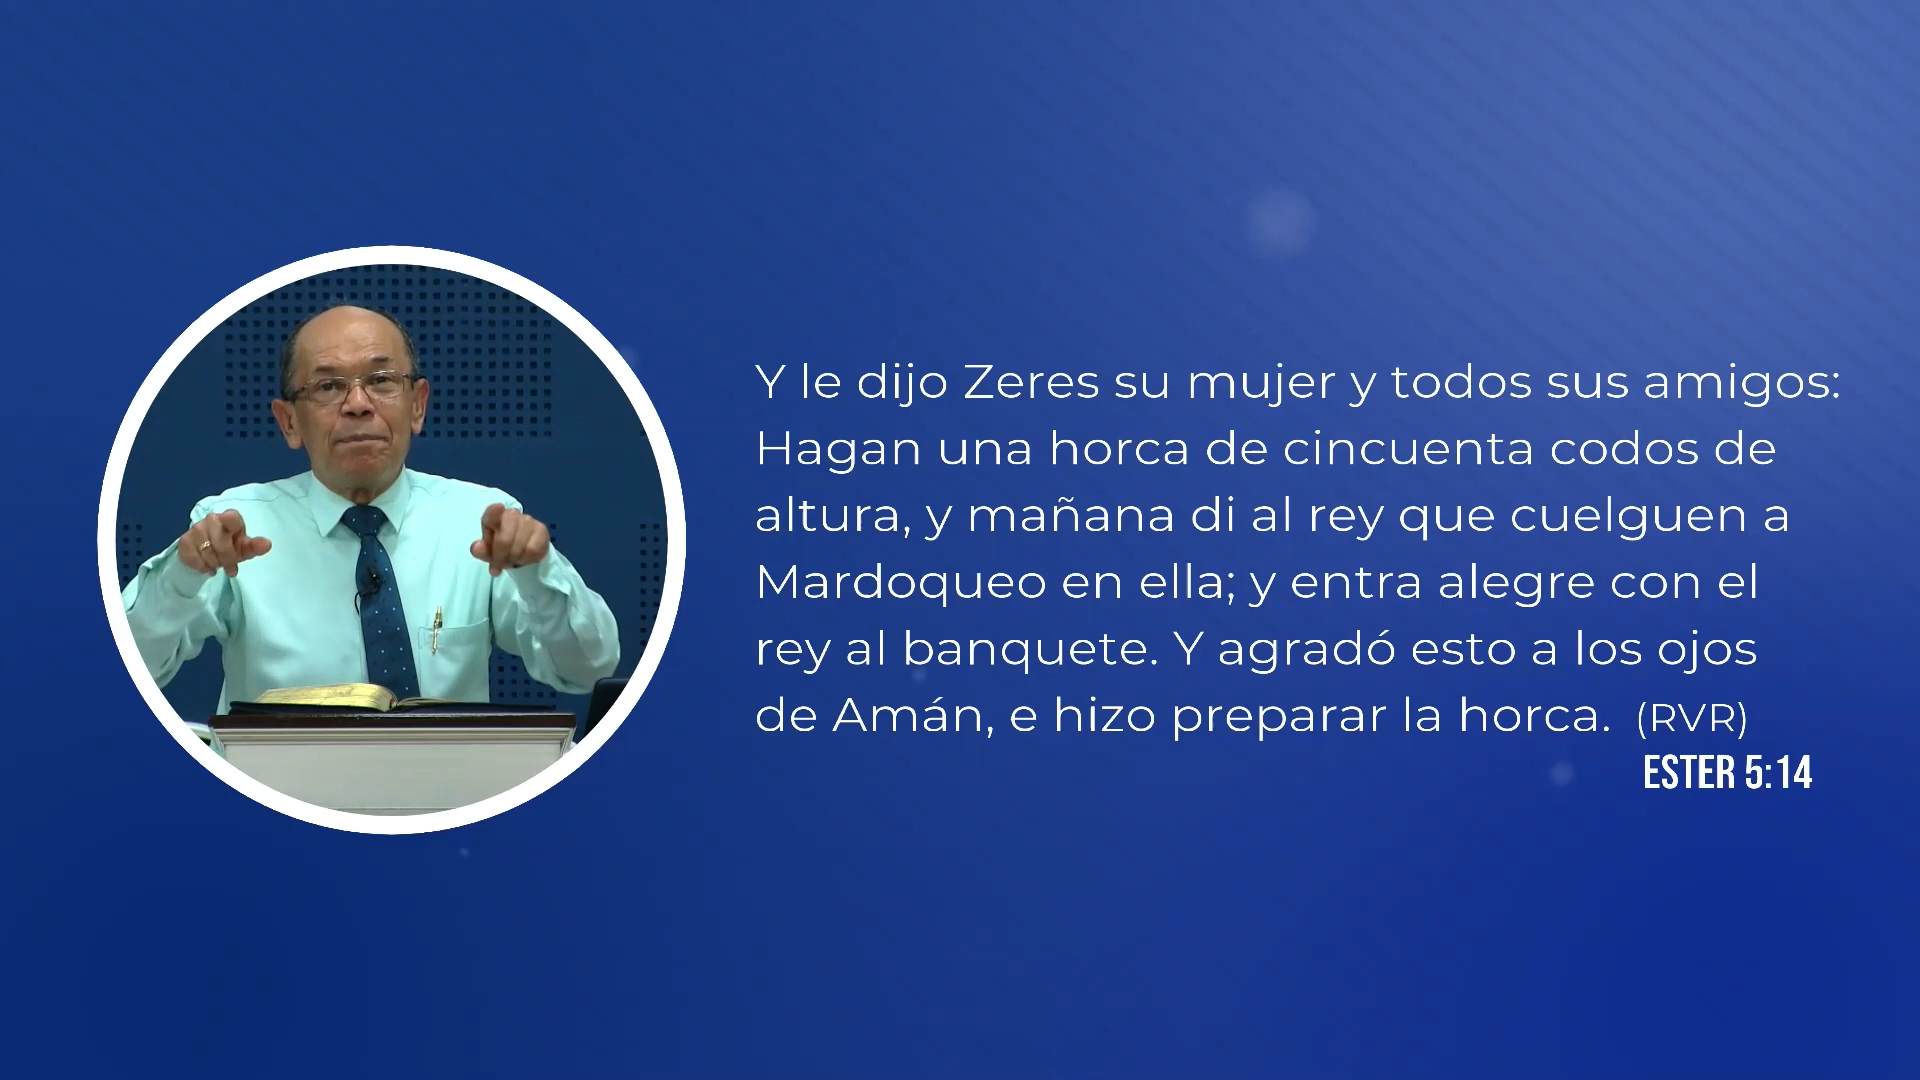 Y le dijo Zeres su mujer y todos sus amigos:
Hagan una horca de cincuenta codos de
altura, y mañana di al rey que cuelguen a
Mardoqueo en ella; y entra alegre con el
rey al banquete. Y agradó esto a los ojos
de Amán, e hizo preparar la horca. (RVR)
ESTER 5:14